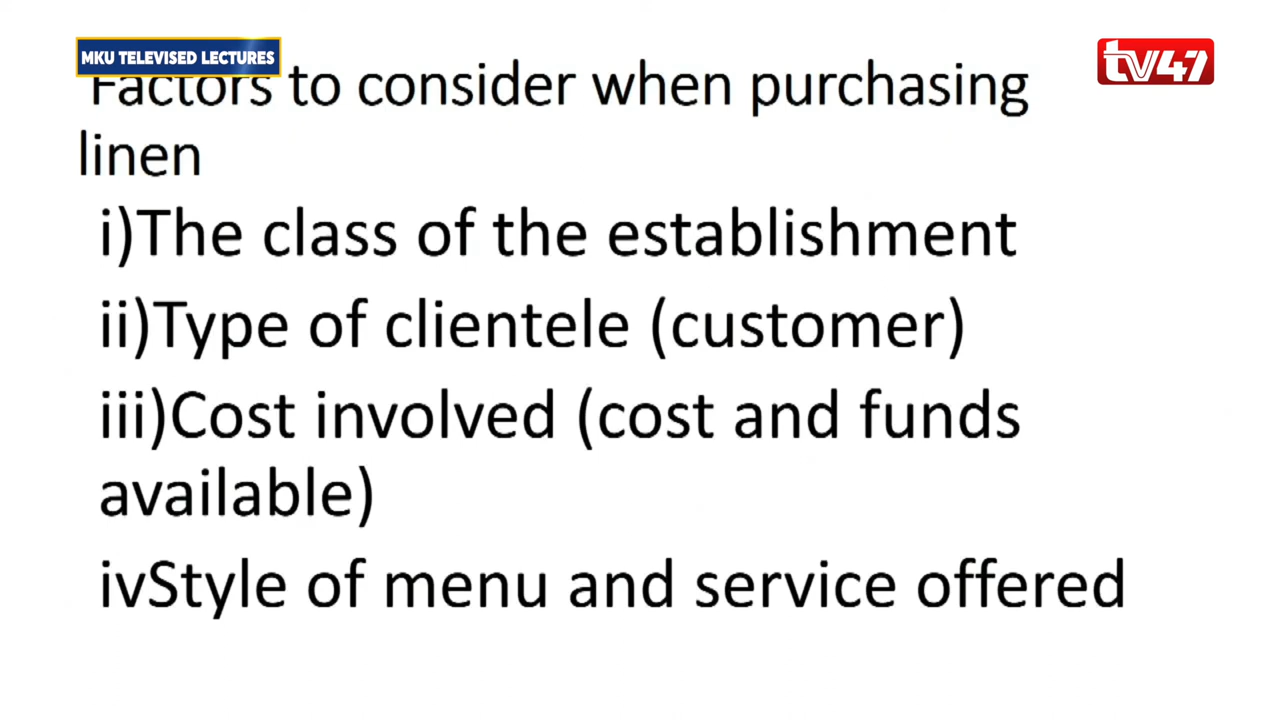 MKU TELEVISED LECTURES
tv47
Factors to consider when purchasing
linen
i)The class of the establishment
ii)Type of clientele (customer)
iii)Cost involved (cost and funds
available)
ivStyle of menu and service offered